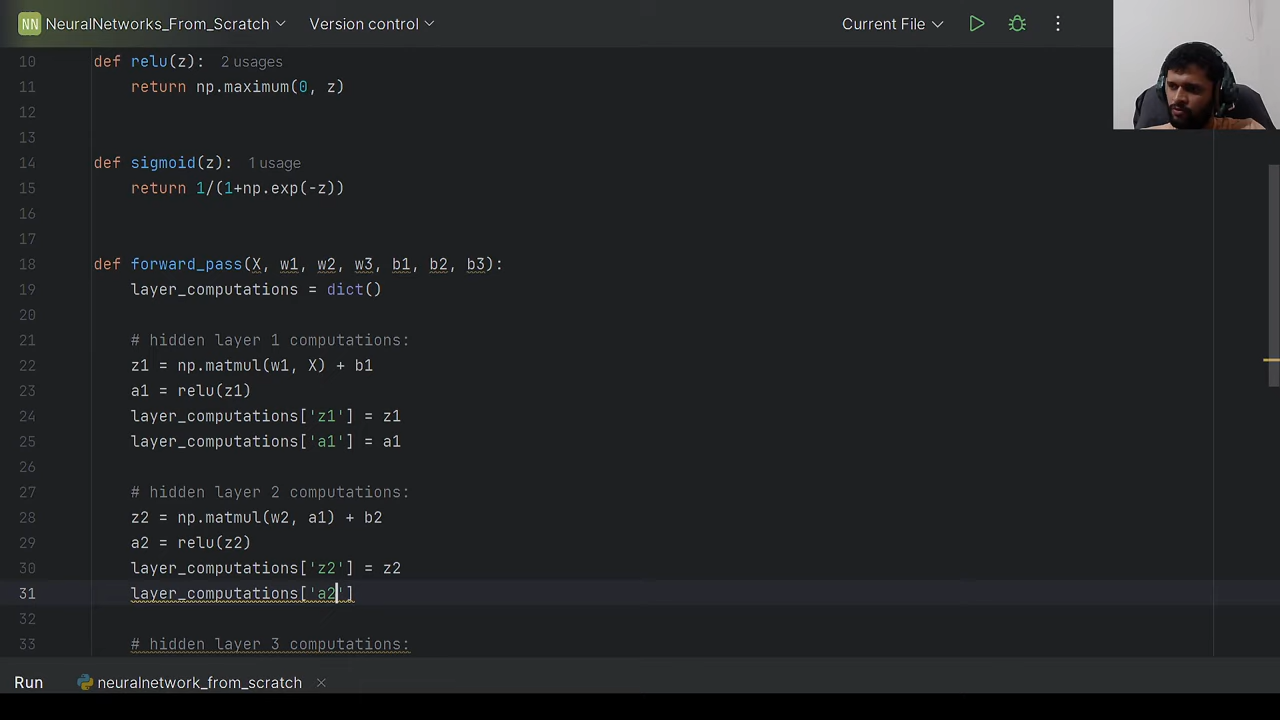 NN NeuralNetworks_From_Scratch Version control Current File
10 def relu(z): 2 usages
11 return np.maximum(0, z)
12
13
14 def sigmoid(z): 1 usage
15 return 1/(1+np.exp(-z))
16
17
18 def forward_pass(X, w1, w2, w3, b1, b2, b3):
19 layer_computations = dict()
20
21 # hidden layer 1 computations:
22 z1 = np.matmul(w1, X) + b1
23 a1 = relu(z1)
24 layer_computations['z1'] = z1
25 layer_computations['a1'] = a1
26
27 # hidden layer 2 computations:
28 z2 = np.matmul(w2, a1) + b2
29 a2 = relu(z2)
30 layer_computations['z2'] = z2
31 layer_computations['a2']
32
33 # hidden layer 3 computations:
Run neuralnetwork_from_scratch